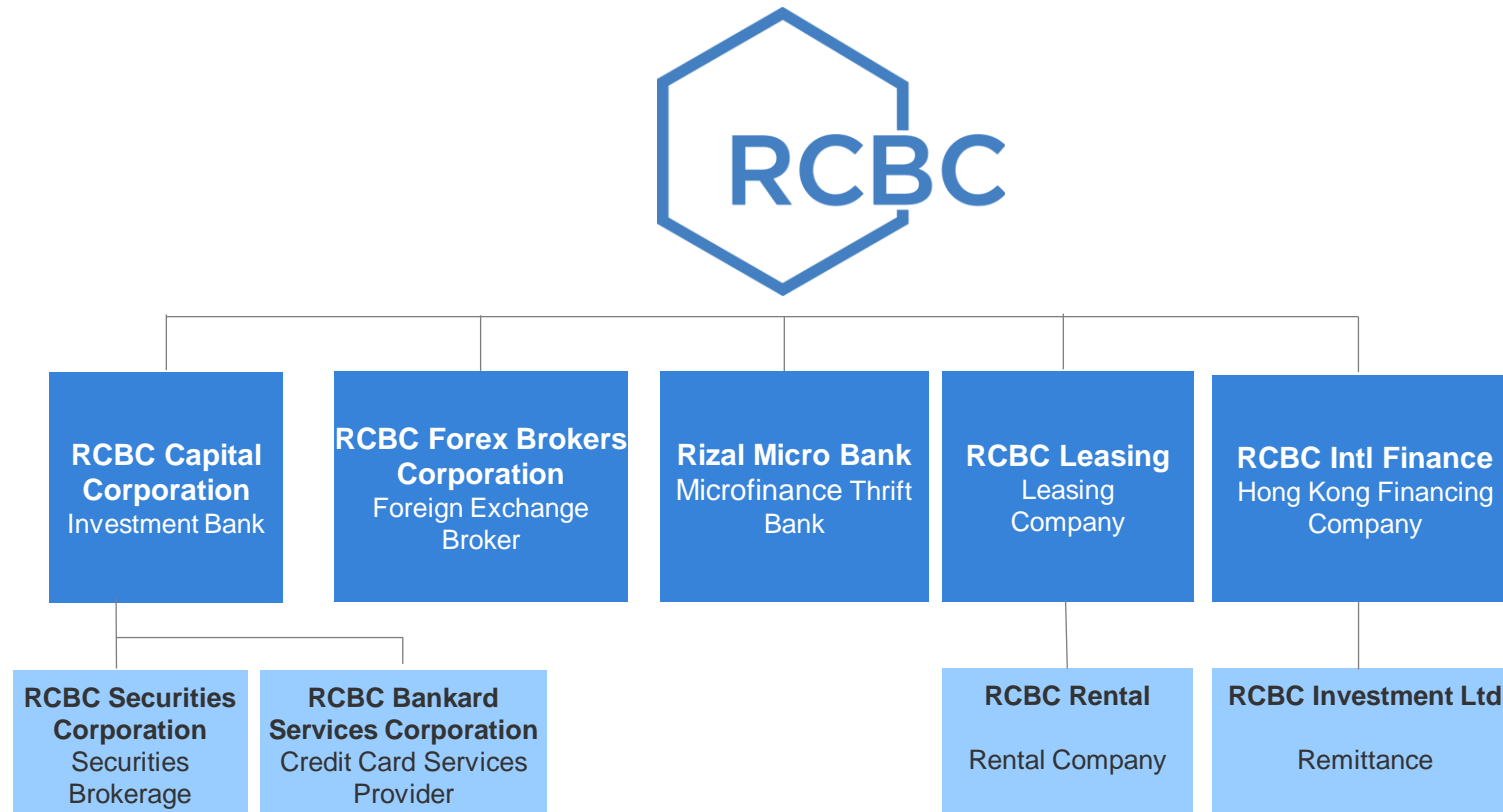 RCBC
RCBC Capital
Corporation
Investment Bank
RCBC Forex Brokers
Corporation
Foreign Exchange
Broker
Rizal Micro Bank
Microfinance Thrift
Bank
RCBC Leasing
Leasing
Company
RCBC Intl Finance
Hong Kong Financing
Company
RCBC Securities
Corporation
Securities
Brokerage
RCBC Bankard
Services Corporation
Credit Card Services
Provider
RCBC Rental
Rental Company
RCBC Investment Ltd
Remittance